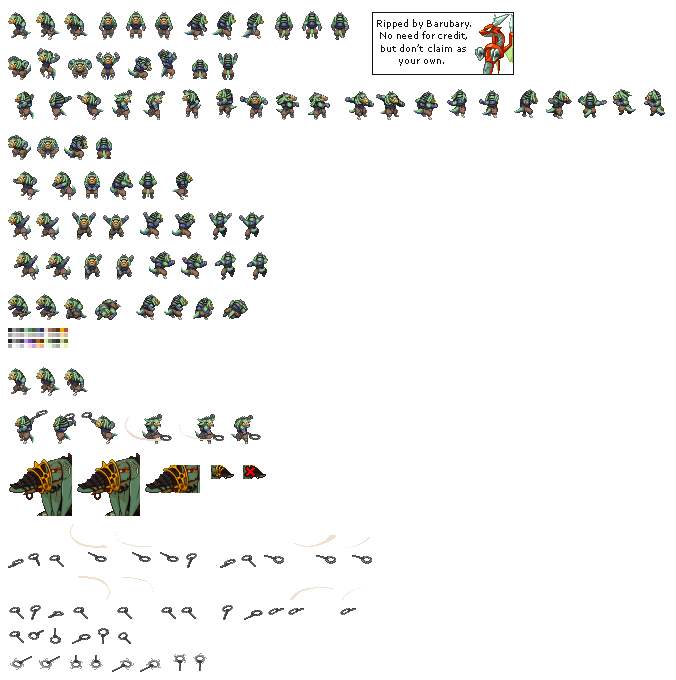 Ripped by Barubary.
No need for credit,
but don't claim as
your own.